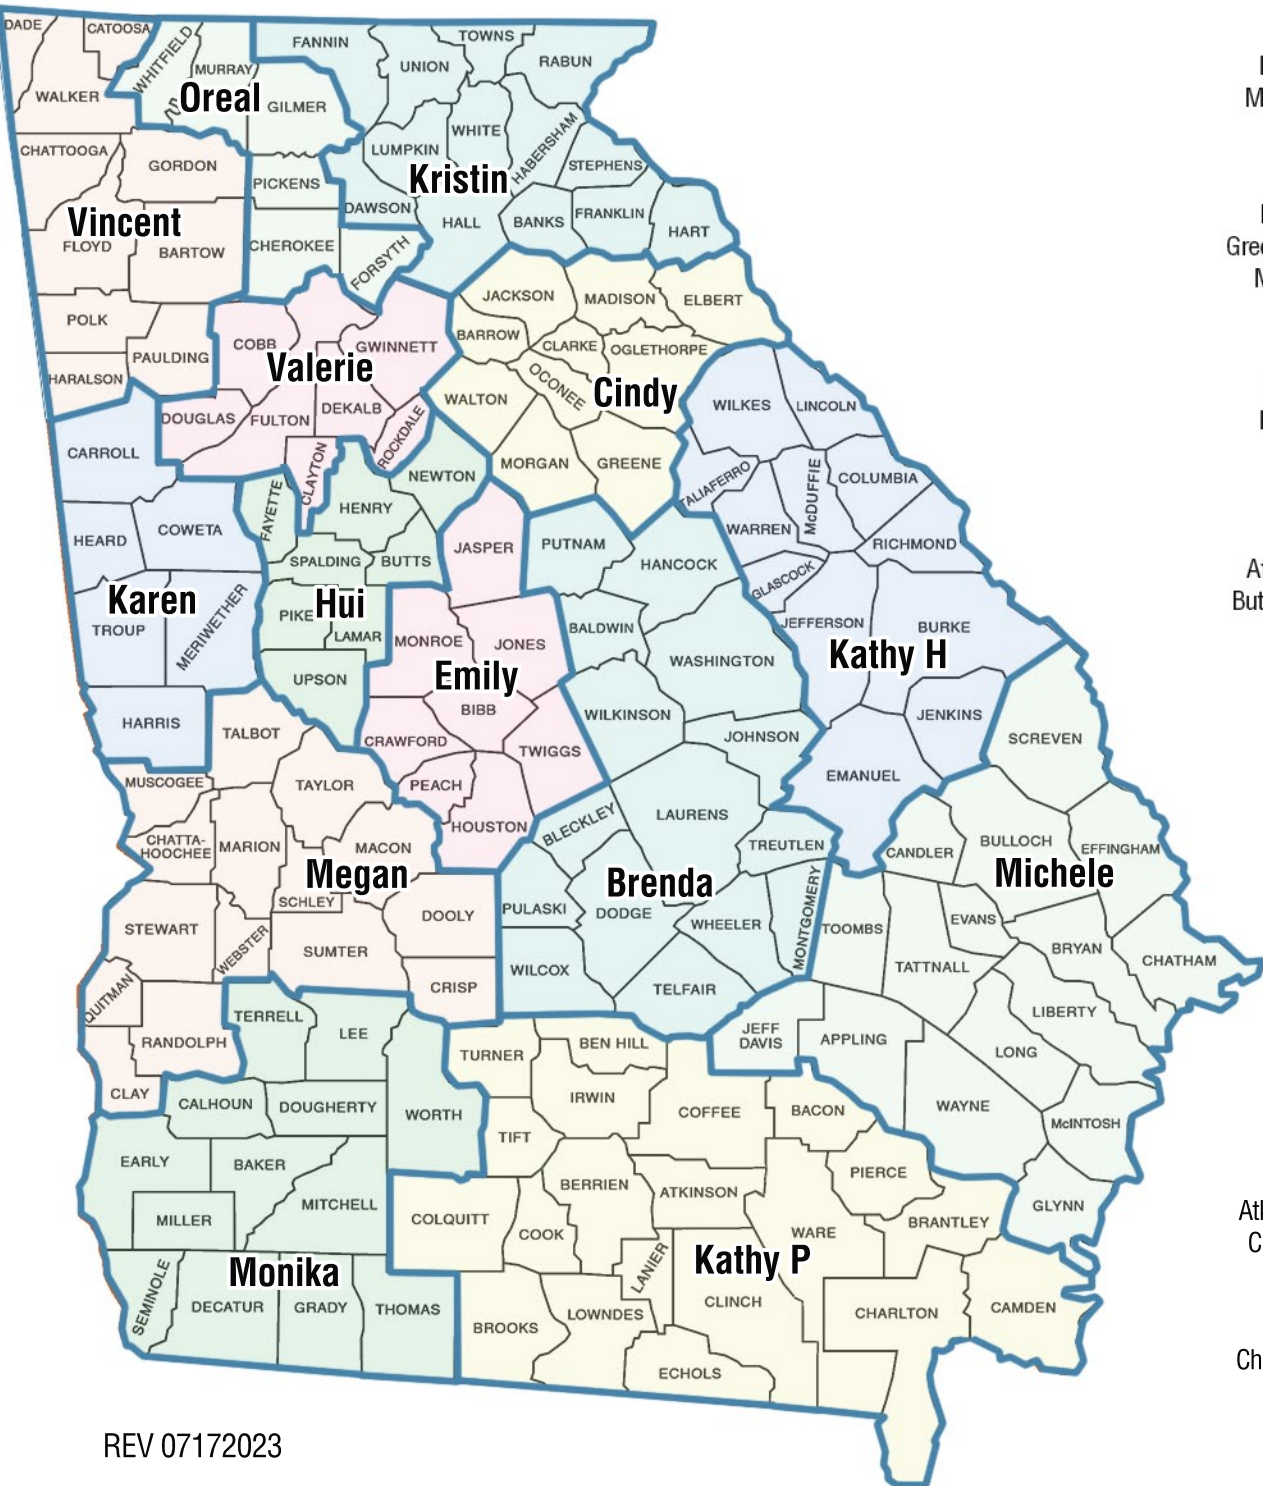 DADE
CATOOSA
WHITFIELD
MURRAY
FANNIN
TOWNS
UNION
RABUN
WALKER
Oreal
GILMER
WHITE
LUMPKIN
HABERSHAM
STEPHENS
CHATTOOGA
GORDON
PICKENS
Kristin
DAWSON
HALL
BANKS
FRANKLIN
HART
Vincent
FLOYD
BARTOW
CHEROKEE
FORSYTH
JACKSON
MADISON
ELBERT
POLK
PAULDING
HARALSON
COBB
GWINNETT
Valerie
BARROW
CLARKE
OGLETHORPE
OCONEE
Cindy
WALTON
DOUGLAS
FULTON
DEKALB
ROCKDALE
CLAYTON
WILKES
LINCOLN
CARROLL
NEWTON
MORGAN
GREENE
TALIAFERRO
McDUFFIE
COLUMBIA
HEARD
COWETA
FAYETTE
HENRY
WARREN
RICHMOND
SPALDING
BUTTS
JASPER
PUTNAM
HANCOCK
GLASCOCK
Karen
TROUP
MERIWETHER
PIKE
Hui
LAMAR
MONROE
JONES
BALDWIN
WASHINGTON
JEFFERSON
BURKE
Kathy H
UPSON
Emily
BIBB
HARRIS
TALBOT
CRAWFORD
TWIGGS
WILKINSON
JOHNSON
JENKINS
SCREVEN
MUSCOGEE
TAYLOR
PEACH
HOUSTON
EMANUEL
CHATTA-
HOOCHEE
MARION
MACON
BLECKLEY
LAURENS
TREUTLEN
CANDLER
BULLOCH
EFFINGHAM
Megan
SCHLEY
Brenda
Michele
STEWART
WEBSTER
SUMTER
DOOLY
PULASKI
DODGE
WHEELER
MONTGOMERY
TOOMBS
EVANS
BRYAN
CHATHAM
TATTNALL
QUITMAN
CRISP
WILCOX
TELFAIR
LIBERTY
RANDOLPH
TERRELL
LEE
TURNER
BEN HILL
JEFF
DAVIS
APPLING
LONG
CLAY
CALHOUN
DOUGHERTY
WORTH
IRWIN
COFFEE
BACON
WAYNE
McINTOSH
TIFT
EARLY
BAKER
MITCHELL
BERRIEN
ATKINSON
PIERCE
MILLER
COLQUITT
COOK
LANIER
WARE
BRANTLEY
GLYNN
Monika
Kathy P
SEMINOLE
DECATUR
GRADY
THOMAS
BROOKS
LOWNDES
CLINCH
CHARLTON
CAMDEN
ECHOLS
REV 07172023